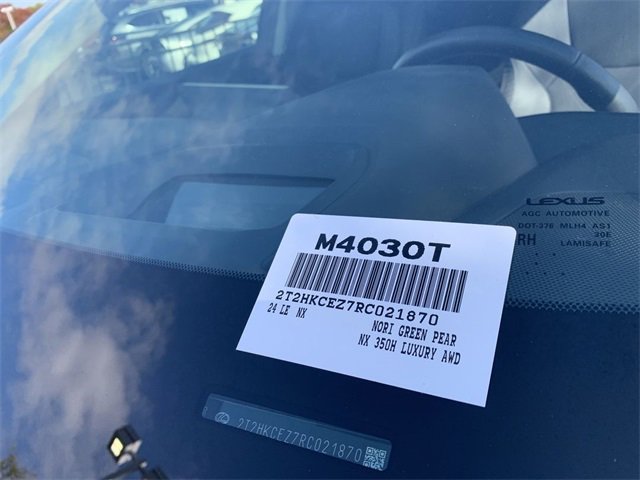 LEXUS
AGC AUTOMOTIVE
DOT-376 MLH4 AS1
30E
RH LAMISAFE
M4030T
2T2HKCEZ7RC021870
24 LE NX
NORI GREEN PEAR
NX 350H LUXURY AWD
2T2HKCEZ7RC021870